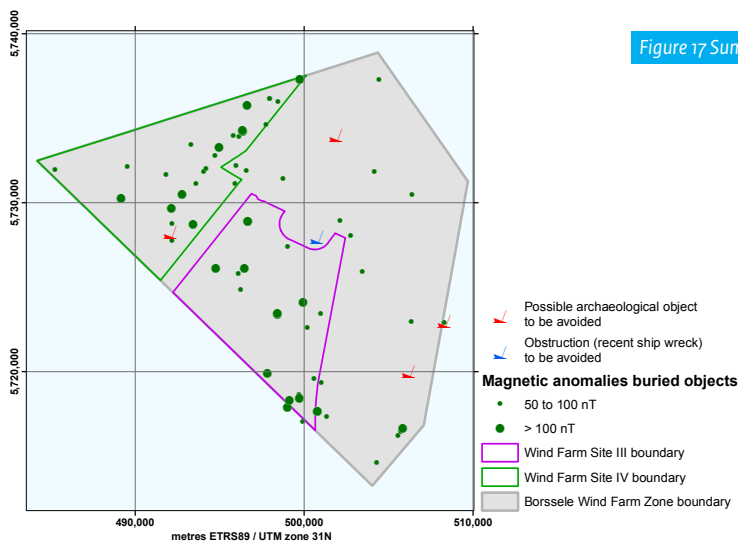 5,740,000
Figure 17 Sun
5,730,000
5,720,000
490,000
500,000
510,000
metres ETRS89 / UTM zone 31N
Possible archaeological object
to be avoided
Obstruction (recent ship wreck)
to be avoided
Magnetic anomalies buried objects
50 to 100 nT
> 100 nT
Wind Farm Site III boundary
Wind Farm Site IV boundary
Borssele Wind Farm Zone boundary